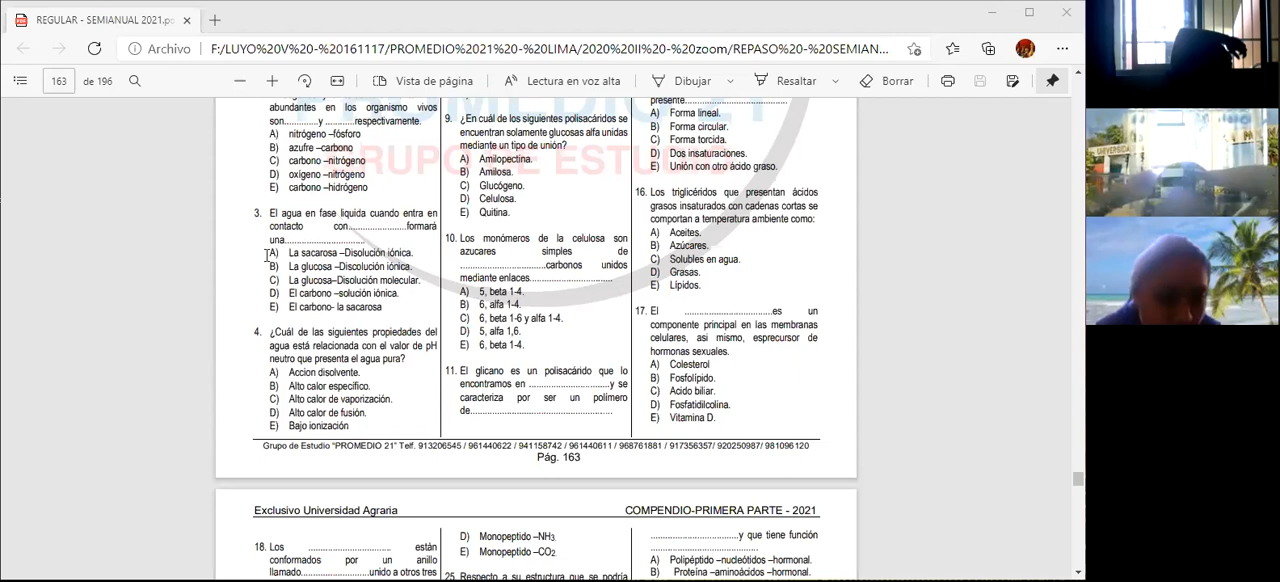 REGULAR - SEMIANUAL 2021.pd
Archivo
F:/LUYO%20V%20-%20161117/PROMEDIO%2021%20-%20LIMA/2020%20II%20-%20zoom/REPASO%20-%20SEMIAN...
163
de 196
Vista de página
Lectura en voz alta
Dibujar
Resaltar
Borrar
abundantes en los organismo vivos
son.............y ............respectivamente.
A) nitrógeno –fósforo
B) azufre –carbono
C) carbono –nitrógeno
D) oxígeno –nitrógeno
E) carbono –hidrógeno
3. El agua en fase liquida cuando entra en
contacto con.......................formará
una................................
A) La sacarosa –Disolución iónica.
B) La glucosa –Discolución iónica.
C) La glucosa–Disolución molecular.
D) El carbono –solución iónica.
E) El carbono- la sacarosa
4. ¿Cuál de las siguientes propiedades del
agua está relacionada con el valor de pH
neutro que presenta el agua pura?
A) Accion disolvente.
B) Alto calor específico.
C) Alto calor de vaporización.
D) Alto calor de fusión.
E) Bajo ionización
9. ¿En cuál de los siguientes polisacáridos se
encuentran solamente glucosas alfa unidas
mediante un tipo de unión?
A) Amilopectina.
B) Amilosa.
C) Glucógeno.
D) Celulosa.
E) Quitina.
10. Los monómeros de la celulosa son
azucares simples de
.................................carbonos unidos
mediante enlaces................................
A) 5, beta 1-4.
B) 6, alfa 1-4.
C) 6, beta 1-6 y alfa 1-4.
D) 5, alfa 1,6.
E) 6, beta 1-4.
11. El glicano es un polisacárido que lo
encontramos en ................................y se
caracteriza por ser un polímero
de.......................................................
presente........................................
A) Forma lineal.
B) Forma circular.
C) Forma torcida.
D) Dos insaturaciones.
E) Unión con otro ácido graso.
16. Los triglicéridos que presentan ácidos
grasos insaturados con cadenas cortas se
comportan a temperatura ambiente como:
A) Aceites.
B) Azúcares.
C) Solubles en agua.
D) Grasas.
E) Lípidos.
17. El ..................................es un
componente principal en las membranas
celulares, asi mismo, esprecursor de
hormonas sexuales.
A) Colesterol
B) Fosfolípido.
C) Acido biliar.
D) Fosfatidilcolina.
E) Vitamina D.
RUPO DE ESTUD
Grupo de Estudio "PROMEDIO 21" Telf. 913206545 / 961440622 / 941158742 / 961440611 / 968761881 / 917356357/ 920250987/ 981096120
Pág. 163
Exclusivo Universidad Agraria
COMPENDIO-PRIMERA PARTE - 2021
18. Los ................................ están
conformados por un anillo
llamado....................unido a otros tres
D) Monopeptido –NH3.
E) Monopeptido –CO2.
25. Respecto a su estructura que se podría
................................y que tiene función
........................................
A) Polipéptido –nucleótidos –hormonal.
B) Proteína –aminoácidos –hormonal.